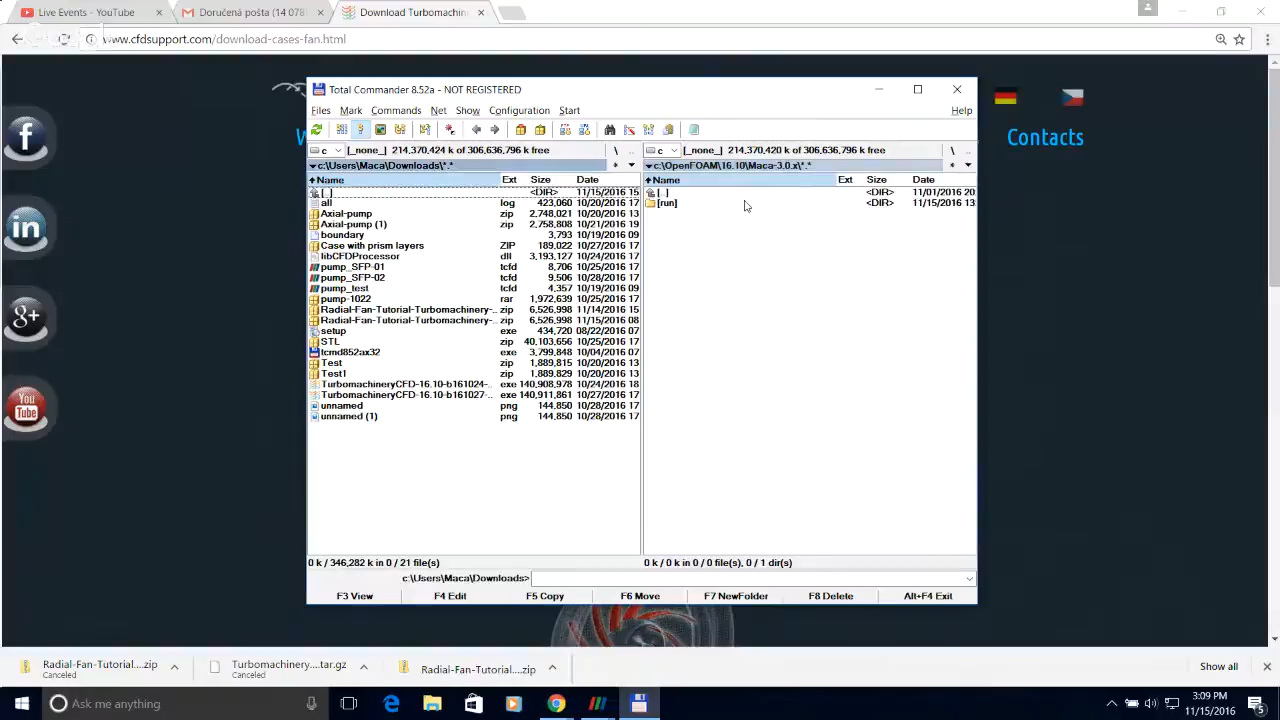 Live Events - YouTube × Doručená pošta (14 078) × Download Turbomachin ×
www.cfdsupport.com/download-cases-fan.html
W
Contacts
Total Commander 8.52a - NOT REGISTERED
Files Mark Commands Net Show Configuration Start Help
c [_none_] 214,370,424 k of 306,636,796 k free \ ..
c [_none_] 214,370,420 k of 306,636,796 k free \ ..
c:\Users\Maca\Downloads\*.* *
c:\OpenFOAM\16.10\Maca-3.0.x\*.* *
Name Ext Size Date
Name Ext Size Date
[..] <DIR> 11/15/2016 15
[..] <DIR> 11/01/2016 20
all log 423,060 10/20/2016 17
[run] <DIR> 11/15/2016 13
Axial-pump zip 2,748,021 10/20/2016 13
Axial-pump (1) zip 2,758,808 10/21/2016 19
boundary 3,793 10/19/2016 09
Case with prism layers ZIP 189,022 10/27/2016 17
libCFDProcessor dll 3,193,127 10/24/2016 17
pump_SFP-01 tcfd 8,706 10/25/2016 17
pump_SFP-02 tcfd 9,506 10/28/2016 17
pump_test tcfd 4,357 10/19/2016 09
pump-1022 rar 1,972,639 10/25/2016 17
Radial-Fan-Tutorial-Turbomachinery-... zip 6,526,998 11/14/2016 15
Radial-Fan-Tutorial-Turbomachinery-... zip 6,526,998 11/15/2016 08
setup exe 434,720 08/22/2016 07
STL zip 40,103,656 10/25/2016 17
tcmd852ax32 exe 3,799,848 10/04/2016 07
Test zip 1,889,815 10/20/2016 13
Test1 zip 1,889,829 10/20/2016 13
TurbomachineryCFD-16.10-b161024-.. exe 140,908,978 10/24/2016 18
TurbomachineryCFD-16.10-b161027-.. exe 140,911,861 10/27/2016 17
unnamed png 144,850 10/28/2016 17
unnamed (1) png 144,850 10/28/2016 17
0 k / 346,282 k in 0 / 21 file(s)
0 k / 0 k in 0 / 0 file(s), 0 / 1 dir(s)
c:\Users\Maca\Downloads>
F3 View F4 Edit F5 Copy F6 Move F7 NewFolder F8 Delete Alt+F4 Exit
f
in
g+
You Tube
Radial-Fan-Tutorial....zip
Canceled
Turbomachinery....tar.gz
Canceled
Radial-Fan-Tutorial....zip
Show all
Ask me anything
3:09 PM
11/15/2016
5